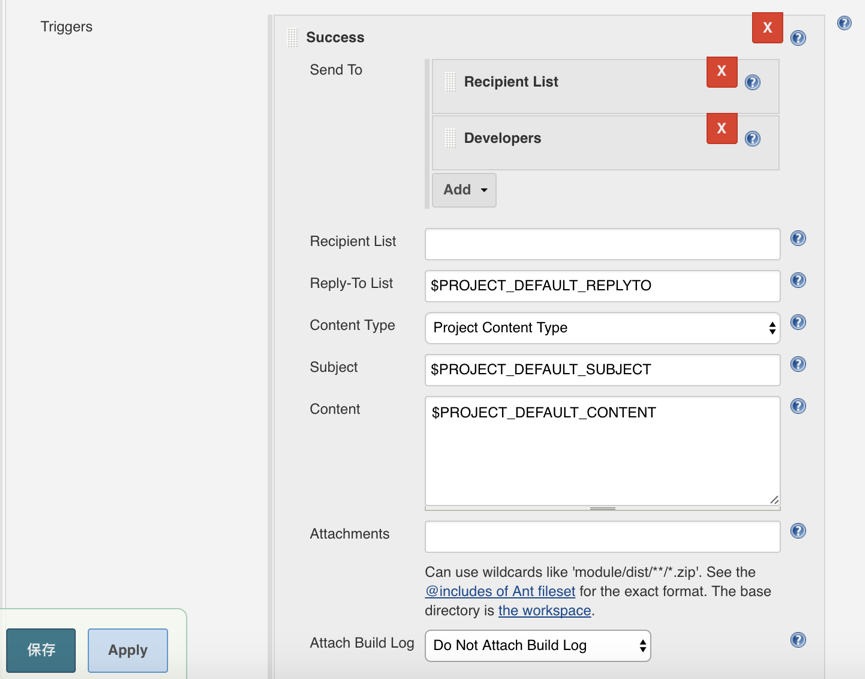 Triggers
Success
X
Send To
Recipient List
X
Developers
X
Add
Recipient List
Reply-To List
$PROJECT_DEFAULT_REPLYTO
Content Type
Project Content Type
Subject
$PROJECT_DEFAULT_SUBJECT
Content
$PROJECT_DEFAULT_CONTENT
Attachments
Can use wildcards like 'module/dist/**/*.zip'. See the
@includes of Ant fileset for the exact format. The base
directory is the workspace.
Attach Build Log
Do Not Attach Build Log
保存
Apply